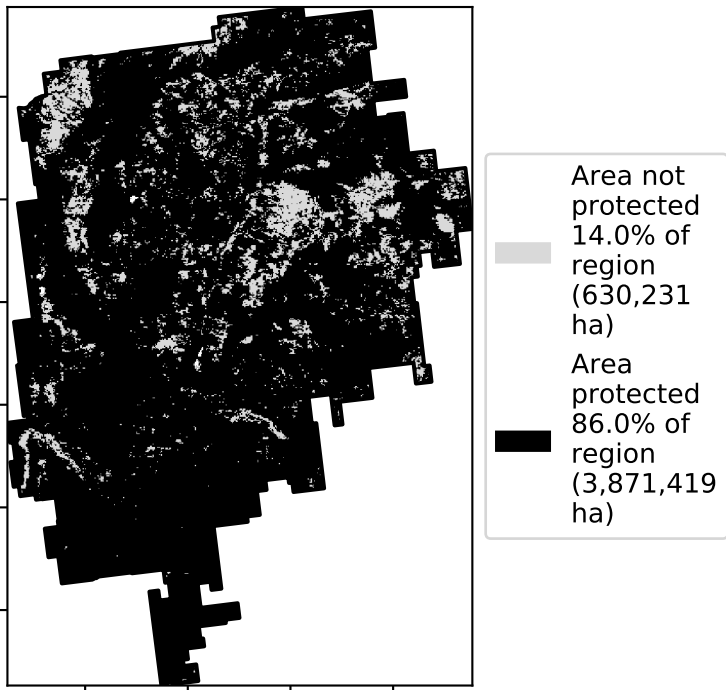 Area not
protected
14.0% of
region
(630,231
ha)
Area
protected
86.0% of
region
(3,871,419
ha)